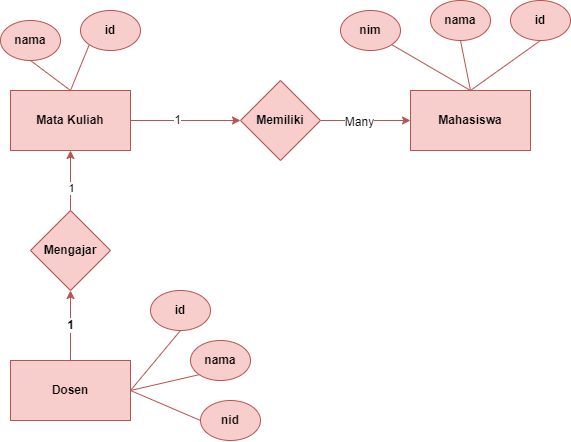 nama
id
nim
nama
id
Mata Kuliah
1
Memiliki
Many
Mahasiswa
1
Mengajar
1
id
nama
Dosen
nid